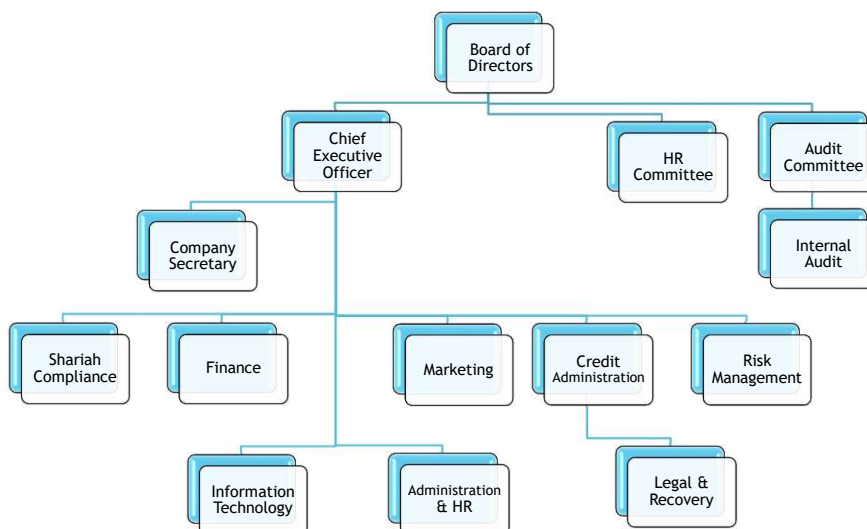 Board of
Directors
Chief
Executive
Officer
HR
Committee
Audit
Committee
Company
Secretary
Internal
Audit
Shariah
Compliance
Finance
Marketing
Credit
Administration
Risk
Management
Information
Technology
Administration
& HR
Legal &
Recovery